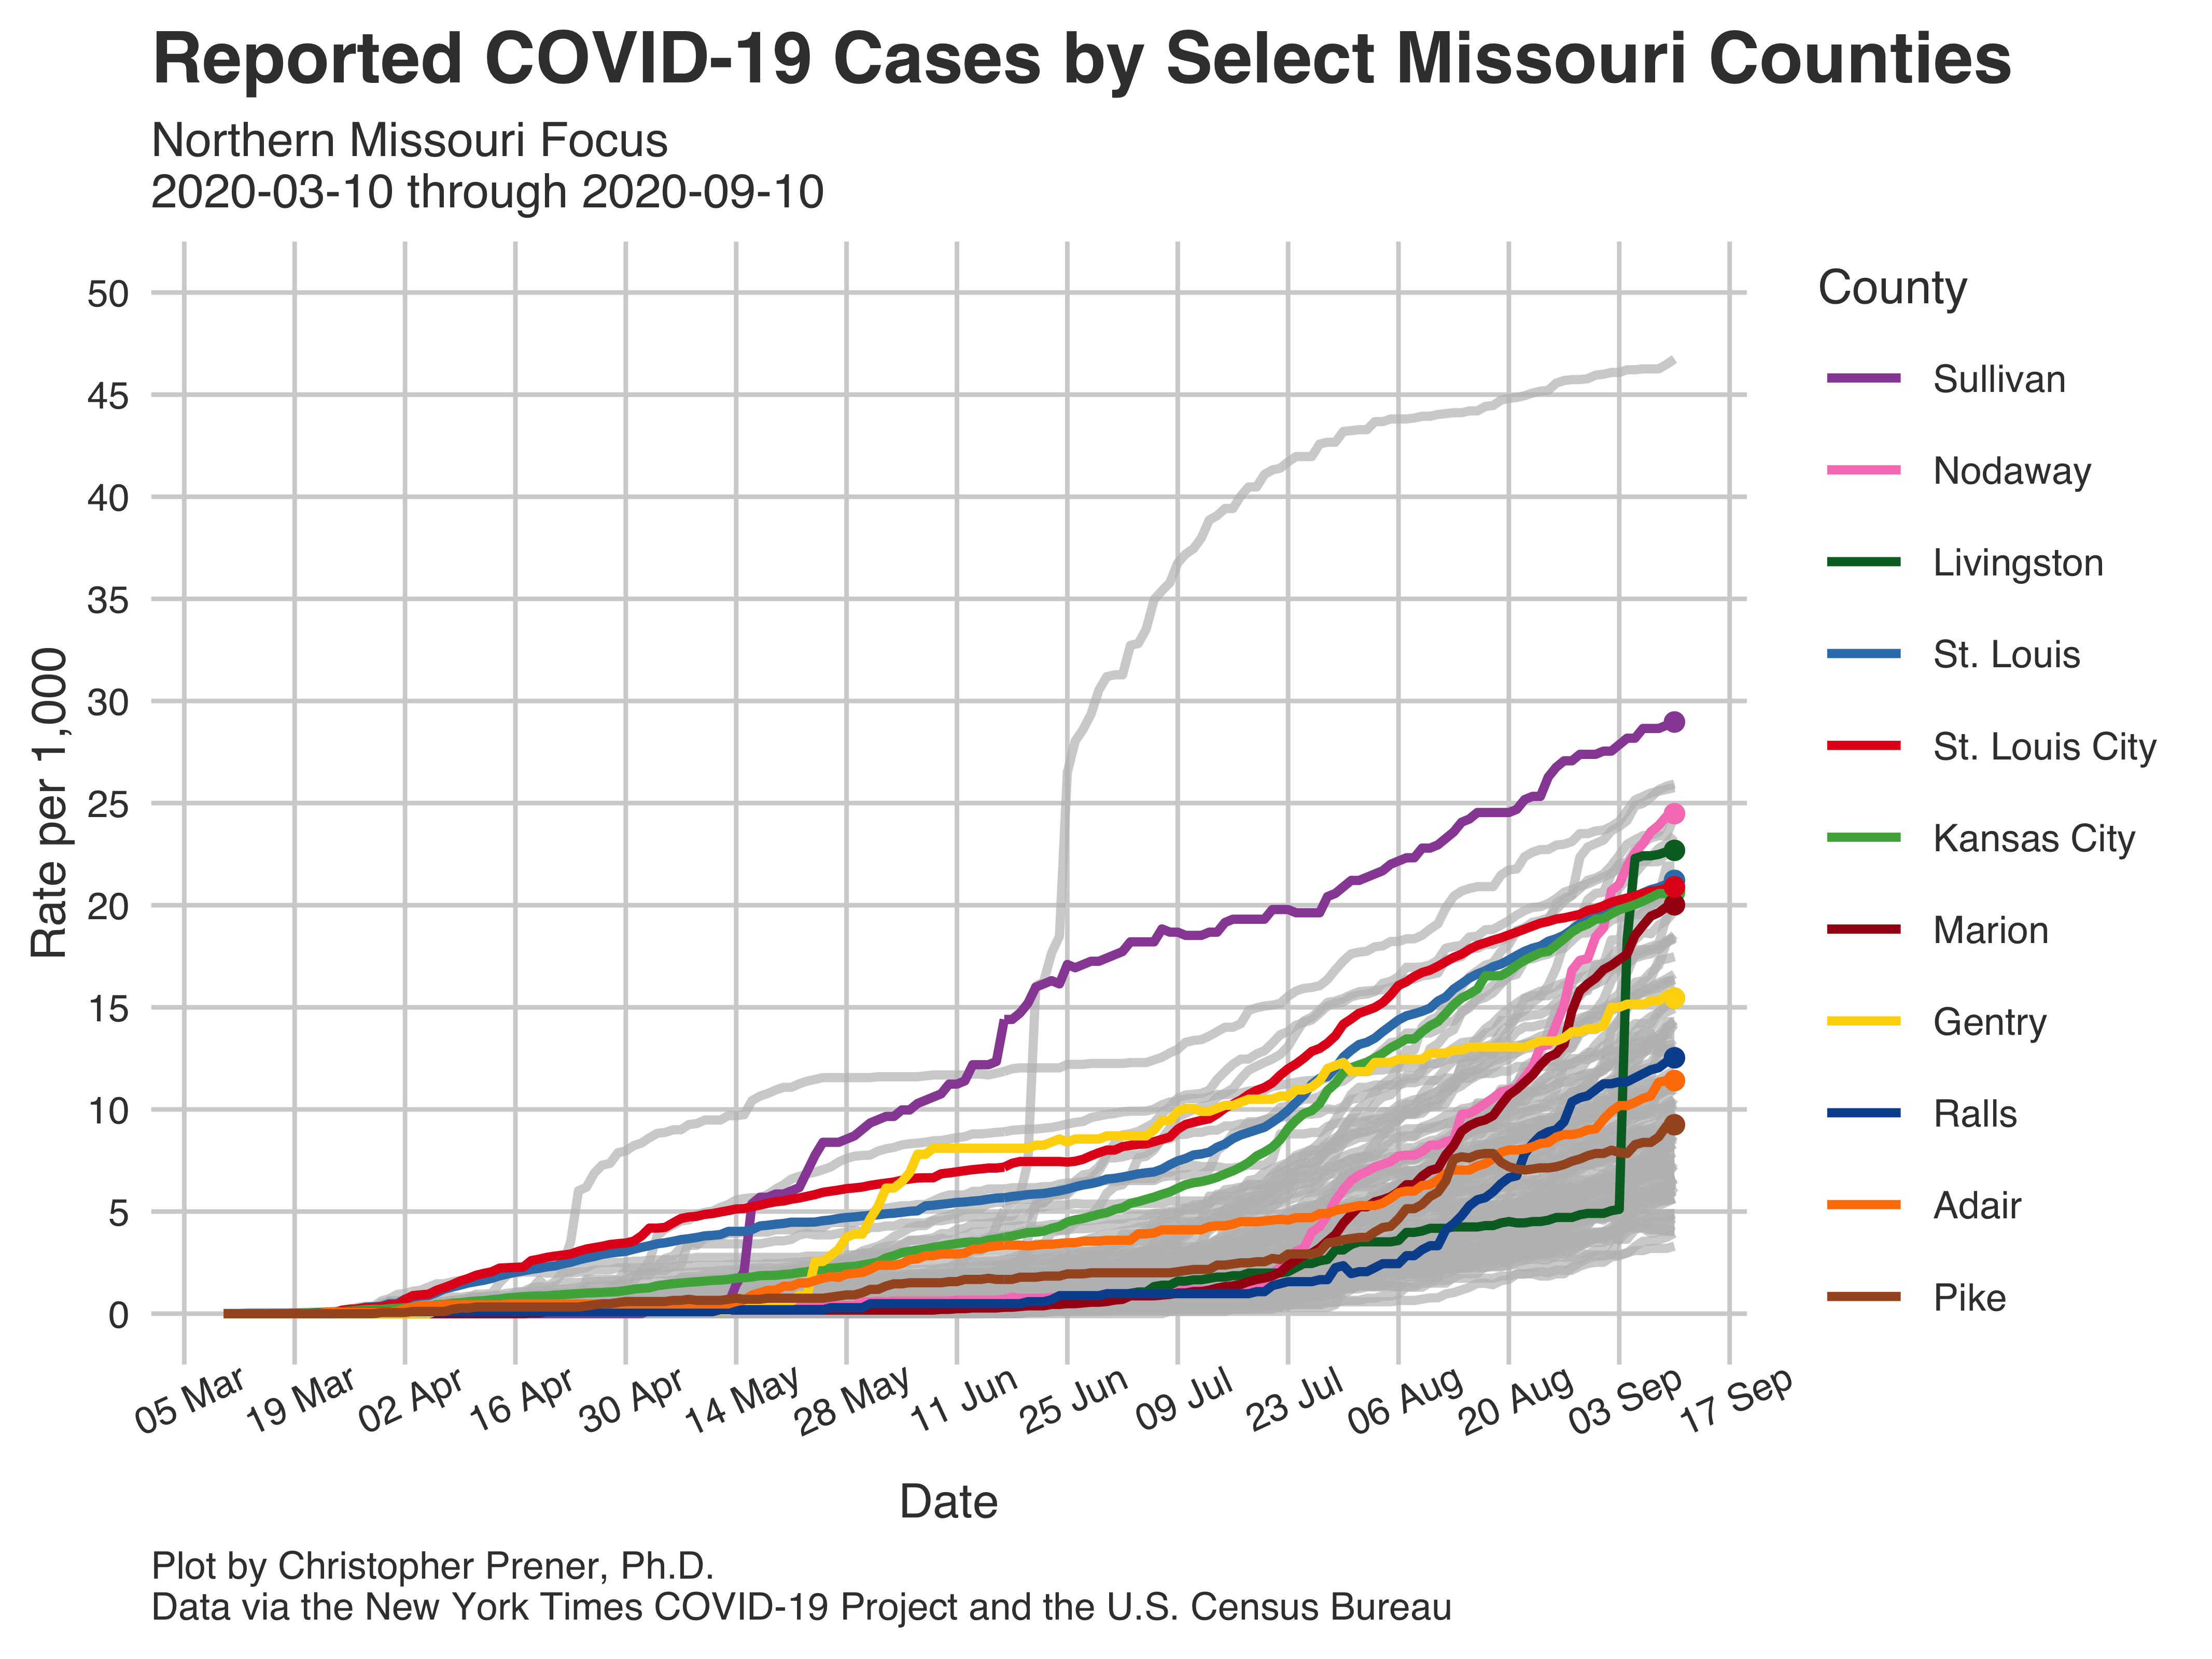 Reported COVID-19 Cases by Select Missouri Counties
Northern Missouri Focus
2020-03-10 through 2020-09-10
Rate per 1,000
50
45
40
35
30
25
20
15
10
5
0
05 Mar
19 Mar
02 Apr
16 Apr
30 Apr
14 May
28 May
11 Jun
25 Jun
09 Jul
23 Jul
06 Aug
20 Aug
03 Sep
17 Sep
Date
County
Sullivan
Nodaway
Livingston
St. Louis
St. Louis City
Kansas City
Marion
Gentry
Ralls
Adair
Pike
Plot by Christopher Prener, Ph.D.
Data via the New York Times COVID-19 Project and the U.S. Census Bureau